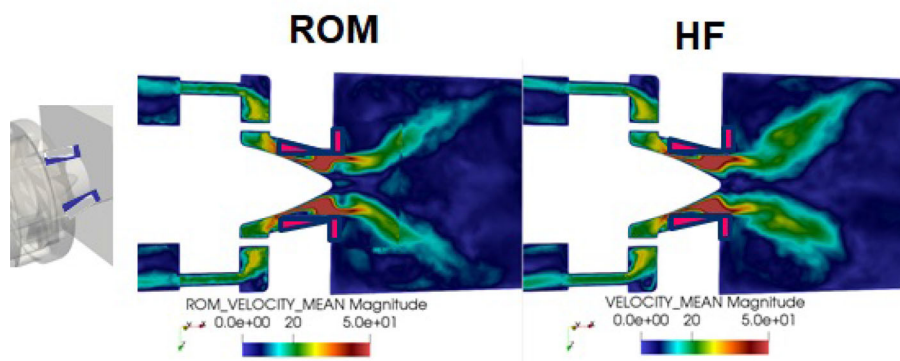 ROM
HF
ROM_VELOCITY_MEAN Magnitude
0.0e+00 20 5.0e+01
VELOCITY_MEAN Magnitude
0.0e+00 20 5.0e+01